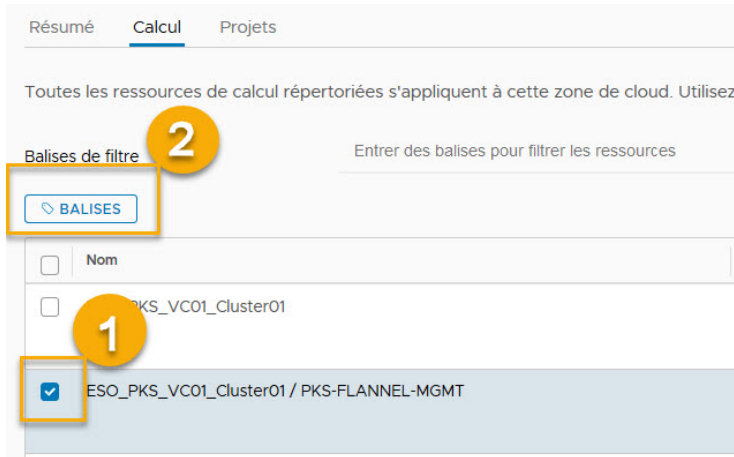 Résumé Calcul Projets
Toutes les ressources de calcul répertoriées s'appliquent à cette zone de cloud. Utilisez
Balises de filtre
2
Entrer des balises pour filtrer les ressources
BALISES
Nom
PKS_VC01_Cluster01
1
ESO_PKS_VC01_Cluster01 / PKS-FLANNEL-MGMT